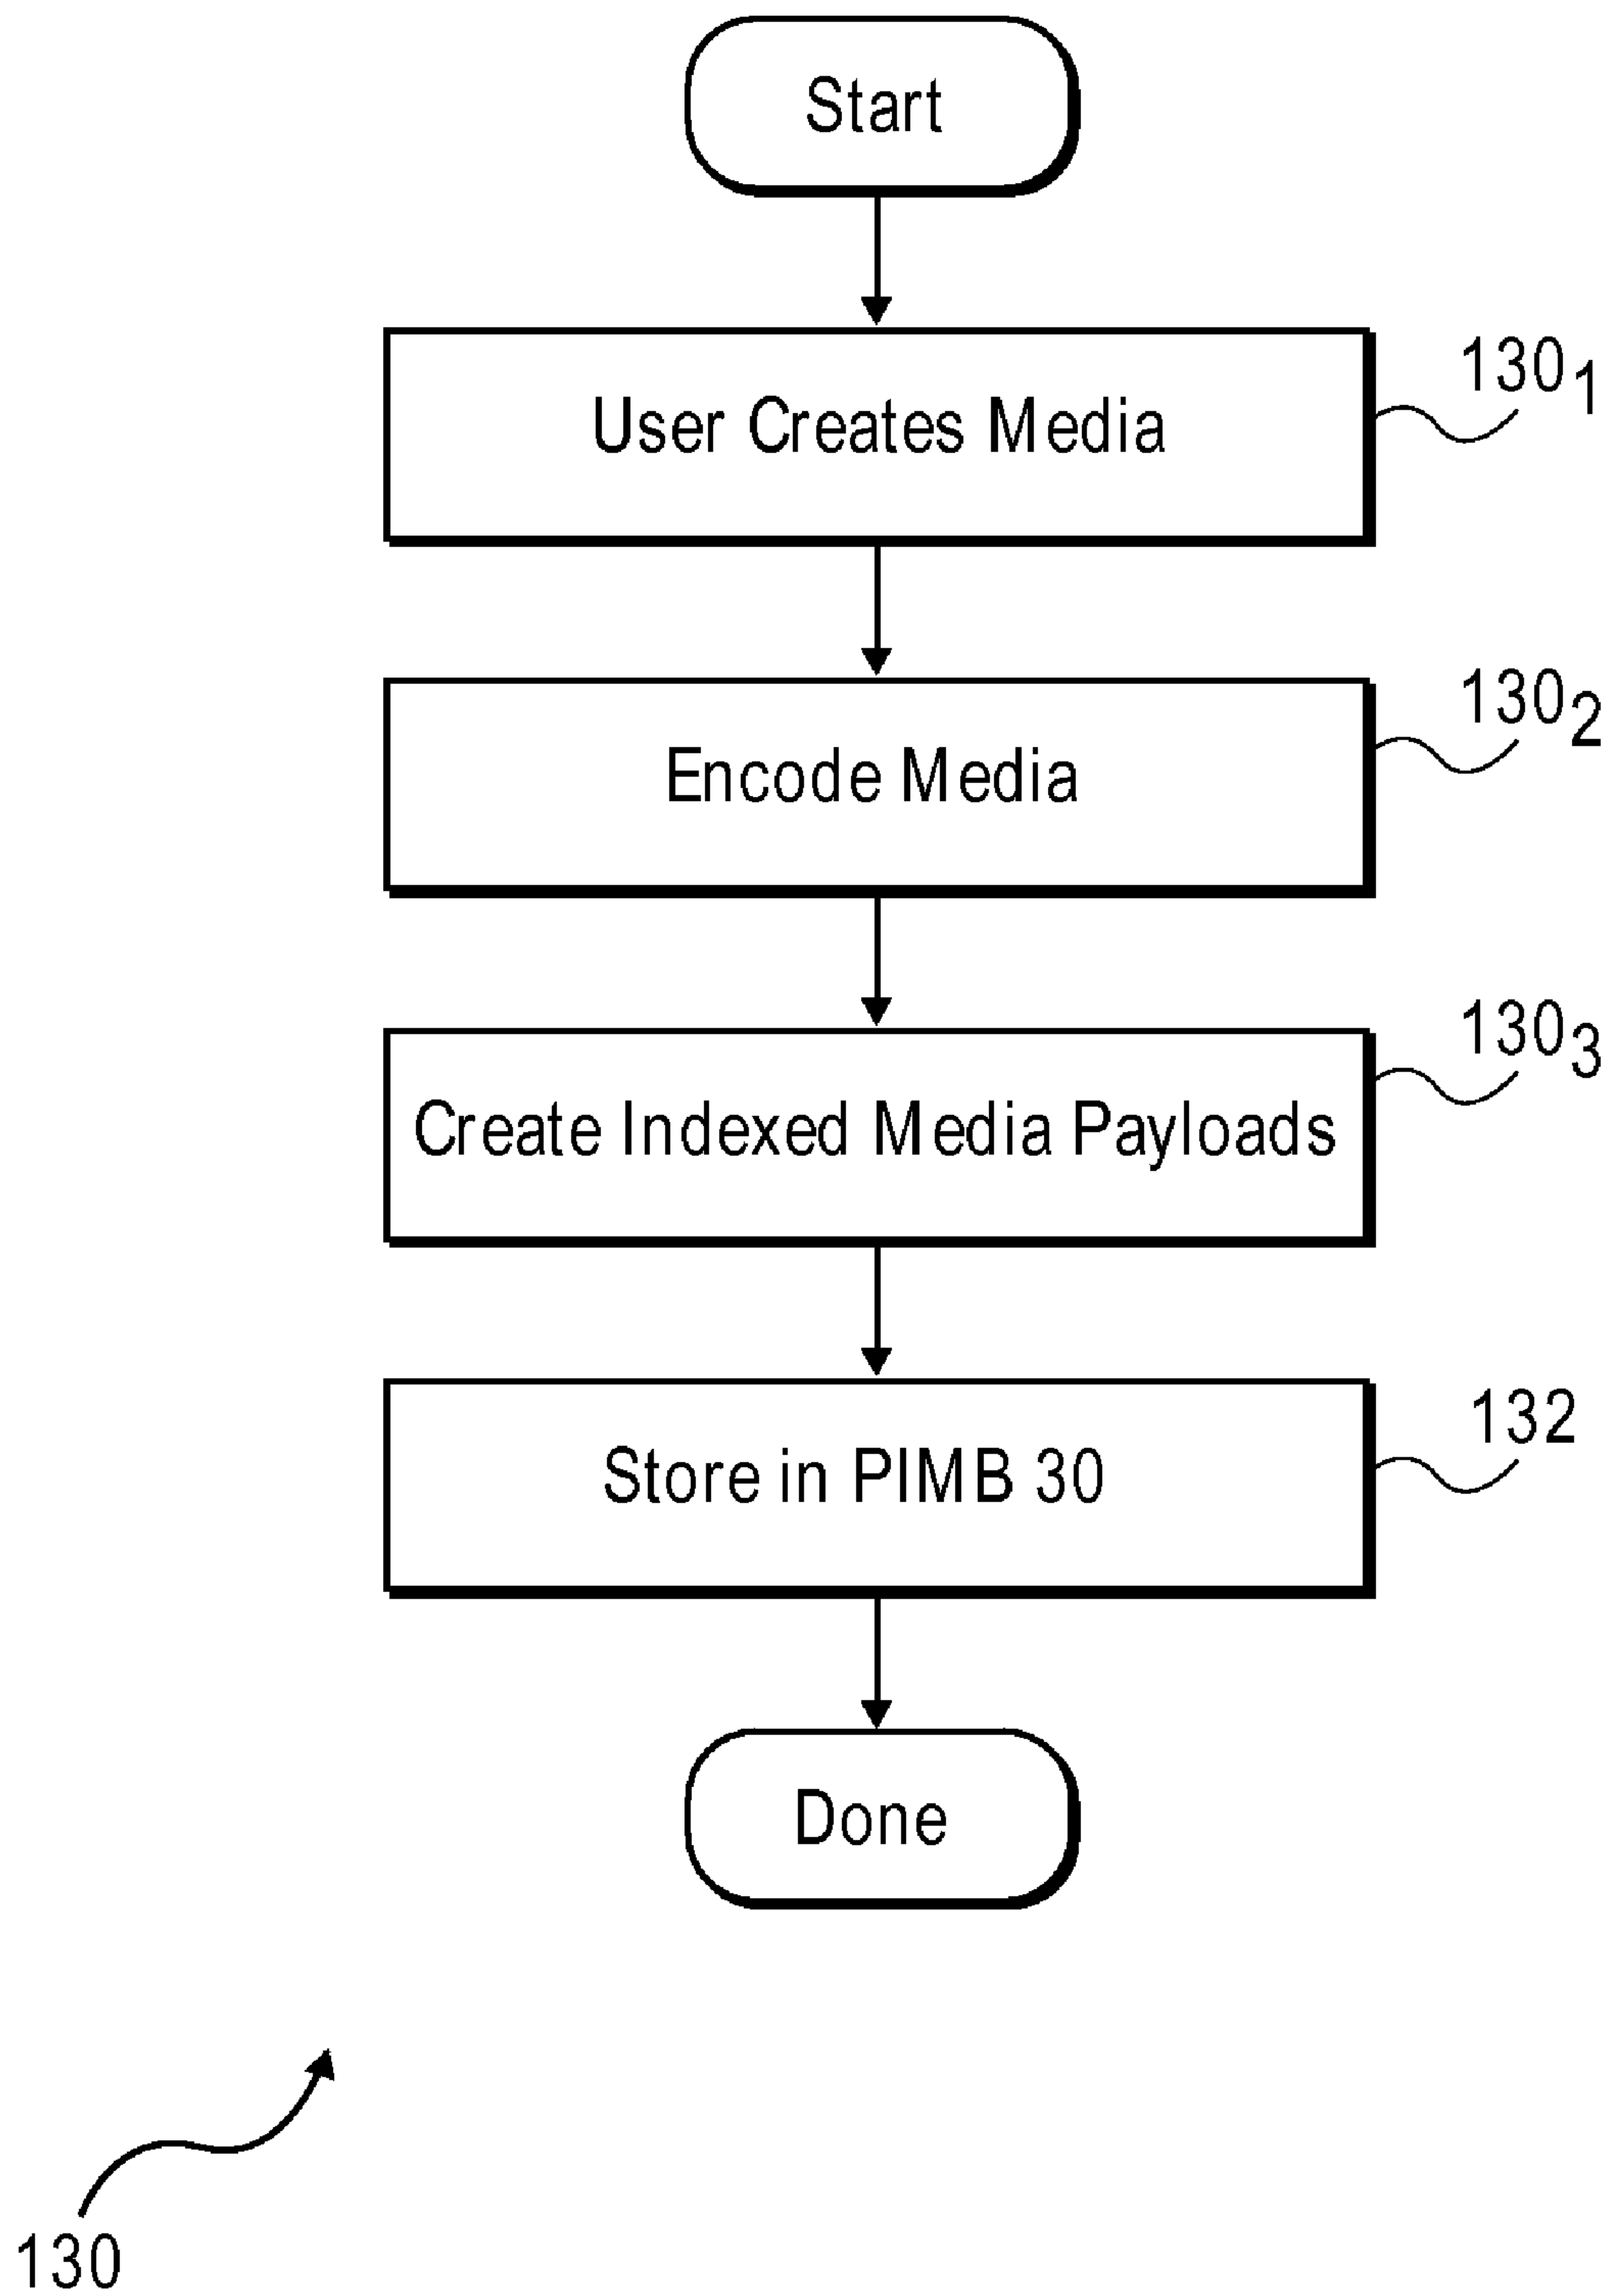 Start
User Creates Media
130₁
Encode Media
130₂
Create Indexed Media Payloads
130₃
Store in PIMB 30
132
Done
130